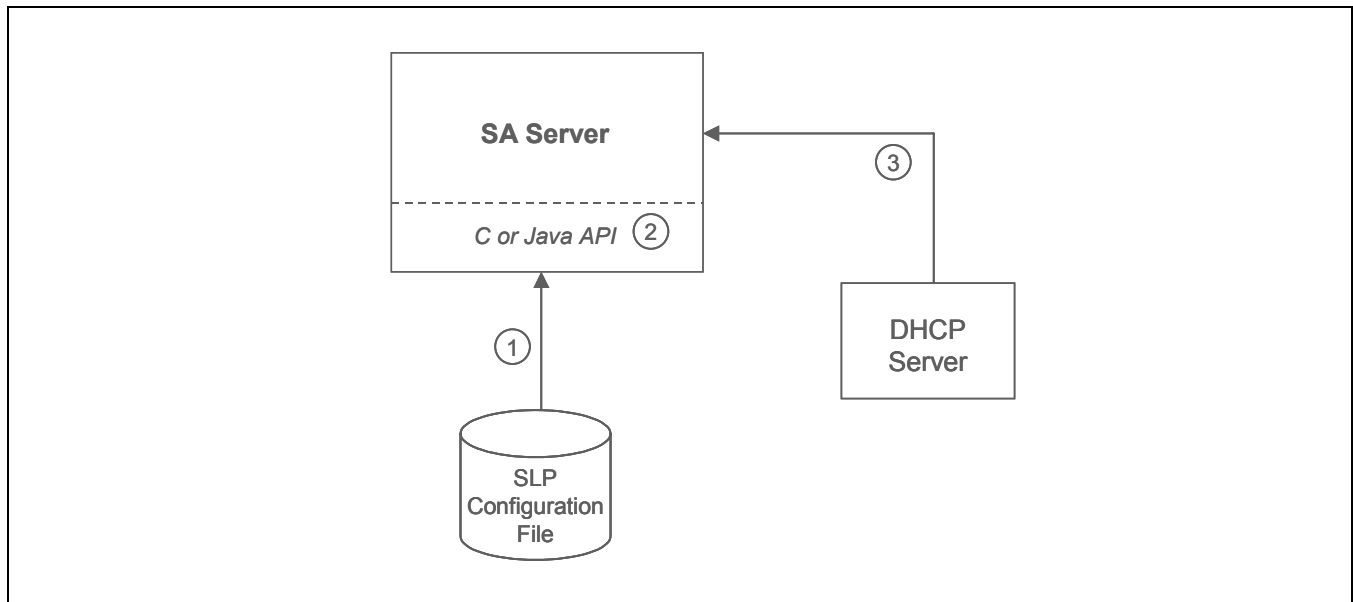 SA Server
3
C or Java API 2
DHCP
Server
1
SLP
Configuration
File